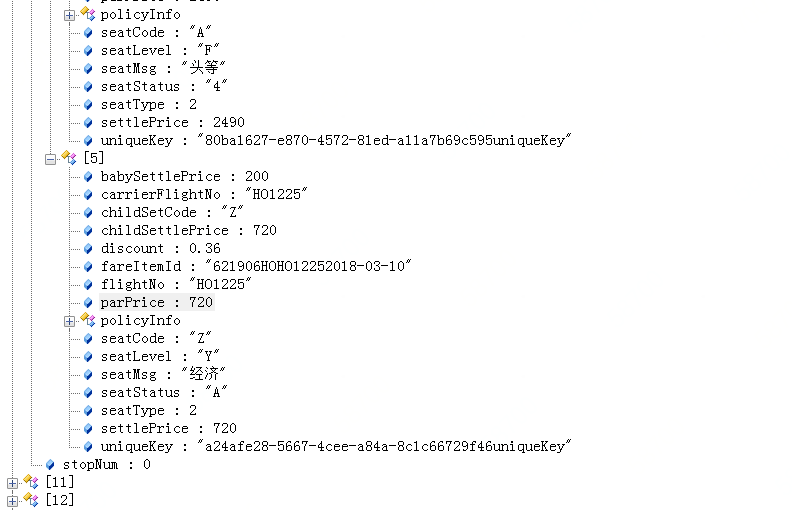 policyInfo
seatCode : "A"
seatLevel : "F"
seatMsg : "头等"
seatStatus : "4"
seatType : 2
settlePrice : 2490
uniqueKey : "80ba1627-e870-4572-81ed-a11a7b69c595uniqueKey"
[5]
babySettlePrice : 200
carrierFlightNo : "HO1225"
childSetCode : "Z"
childSettlePrice : 720
discount : 0.36
fareItemId : "621906HOHO12252018-03-10"
flightNo : "HO1225"
parPrice : 720
policyInfo
seatCode : "Z"
seatLevel : "Y"
seatMsg : "经济"
seatStatus : "A"
seatType : 2
settlePrice : 720
uniqueKey : "a24afe28-5667-4cee-a84a-8c1c66729f46uniqueKey"
stopNum : 0
[11]
[12]